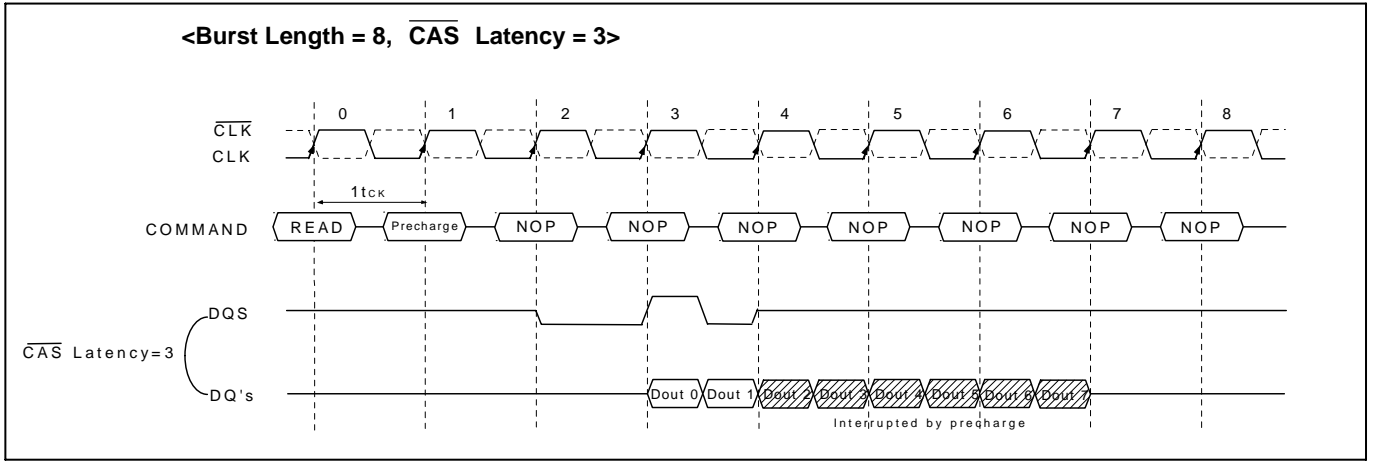 <Burst Length = 8, CAS Latency = 3>
0 1 2 3 4 5 6 7 8
CLK
CLK
1tCK
COMMAND READ Precharge NOP NOP NOP NOP NOP NOP NOP
DQS
CAS Latency=3
DQ's Dout 0 Dout 1 Dout 2 Dout 3 Dout 4 Dout 5 Dout 6 Dout 7
Interrupted by precharge